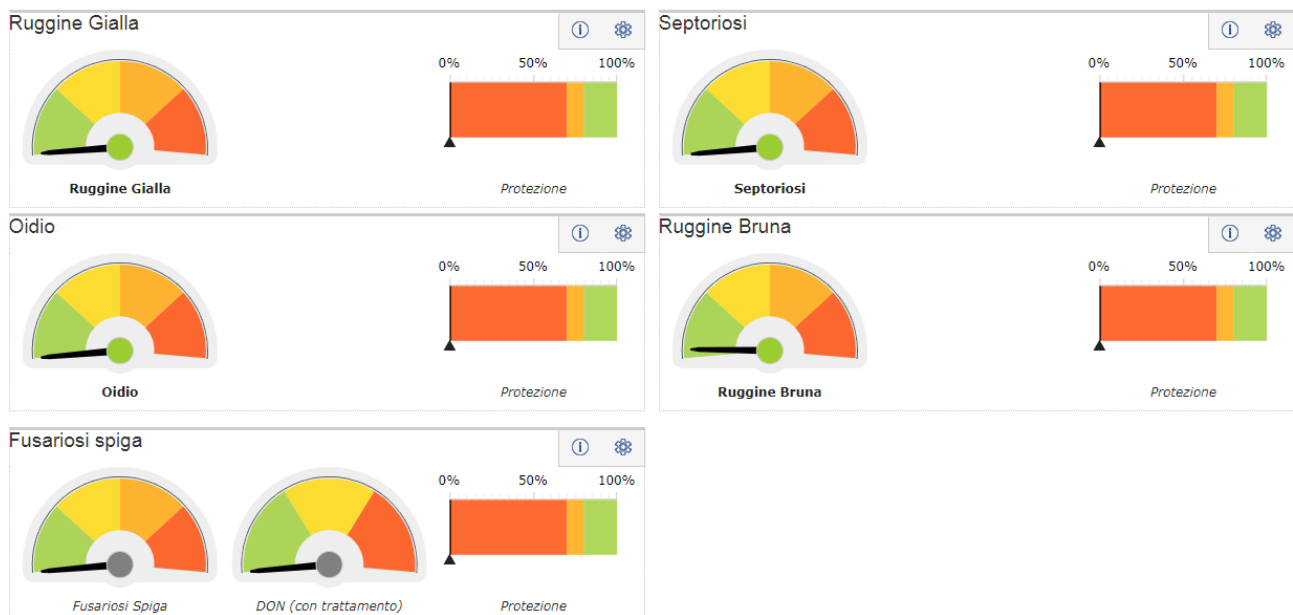 Ruggine Gialla
0% 50% 100%
Ruggine Gialla
Protezione
Septoriosi
0% 50% 100%
Septoriosi
Protezione
Oidio
0% 50% 100%
Oidio
Protezione
Ruggine Bruna
0% 50% 100%
Ruggine Bruna
Protezione
Fusariosi spiga
0% 50% 100%
Fusariosi Spiga
DON (con trattamento)
Protezione